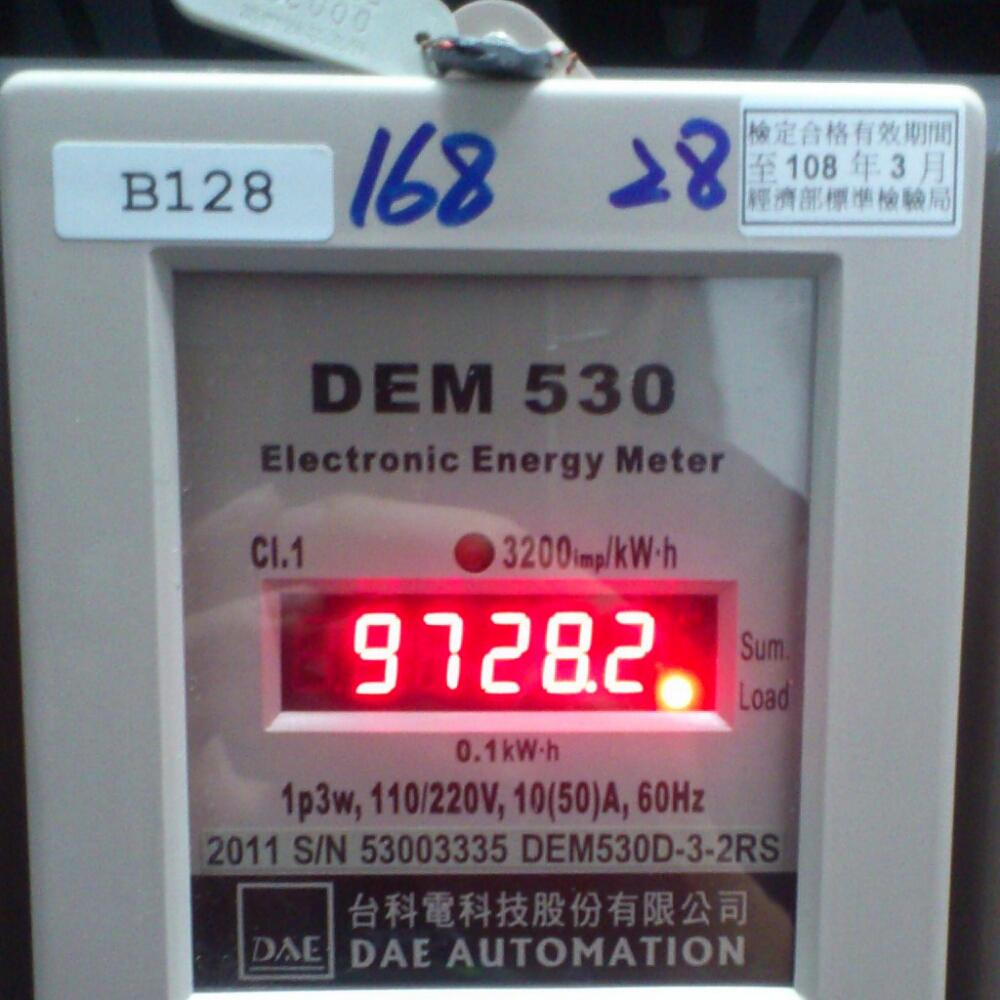 B128
168
28
檢定合格有效期間
至 108 年 3 月
經濟部標準檢驗局
DEM 530
Electronic Energy Meter
Cl.1
3200imp/kW·h
9728.2
Sum.
Load
0.1kW·h
1p3w, 110/220V, 10(50)A, 60Hz
2011 S/N 53003335 DEM530D-3-2RS
DAE
台科電科技股份有限公司
DAE AUTOMATION